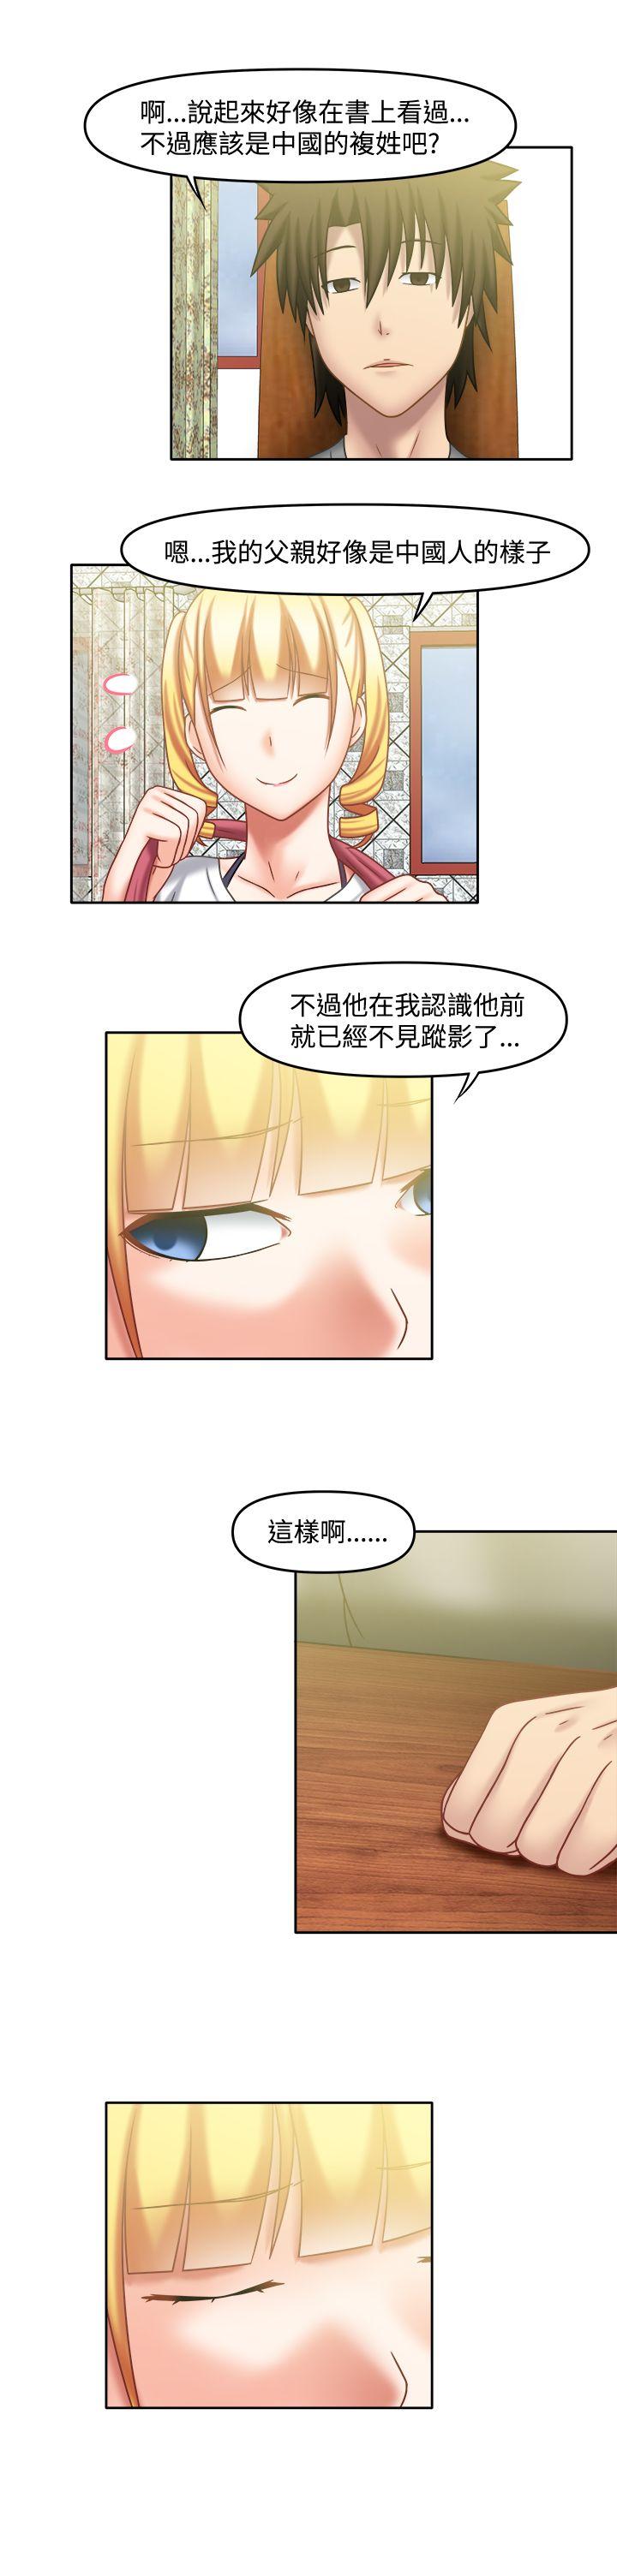 啊...說起來好像在書上看過...
不過應該是中國的複姓吧?
嗯...我的父親好像是中國人的樣子
不過他在我認識他前
就已經不見蹤影了...
這樣啊......